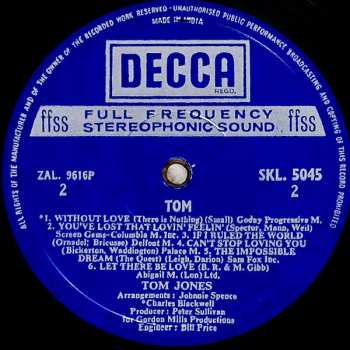 ALL RIGHTS OF THE MANUFACTURER AND OF THE OWNER OF THE RECORDED WORK RESERVED · UNAUTHORISED PUBLIC PERFORMANCE BROADCASTING AND COPYING OF THIS RECORD PROHIBITED
MADE IN INDIA
DECCA
REGD.
ffss FULL FREQUENCY STEREOPHONIC SOUND ffss
ZAL. 9616P SKL. 5045
2 2
TOM
*1. WITHOUT LOVE (There is Nothing) (Small) Goday Progressive M.
2. YOU'VE LOST THAT LOVIN' FEELIN' (Spector, Mann, Weil)
Screen Gems-Columbia M. 3. IF I RULED THE WORLD
(Ornadel; Bricusse) Delfont M. 4. CAN'T STOP LOVING YOU
(Bickerton, Waddington) Palace M. 5. THE IMPOSSIBLE
DREAM (The Quest) (Leigh, Darion) Sam Fox Inc.
6. LET THERE BE LOVE (B. R. & M. Gibb)
Abigail M. (Lon) Ltd.
TOM JONES
Arrangements : Johnnie Spence
*Charles Blackwell
Producer : Peter Sullivan
for Gordon Mills Productions
Engineer : Bill Price